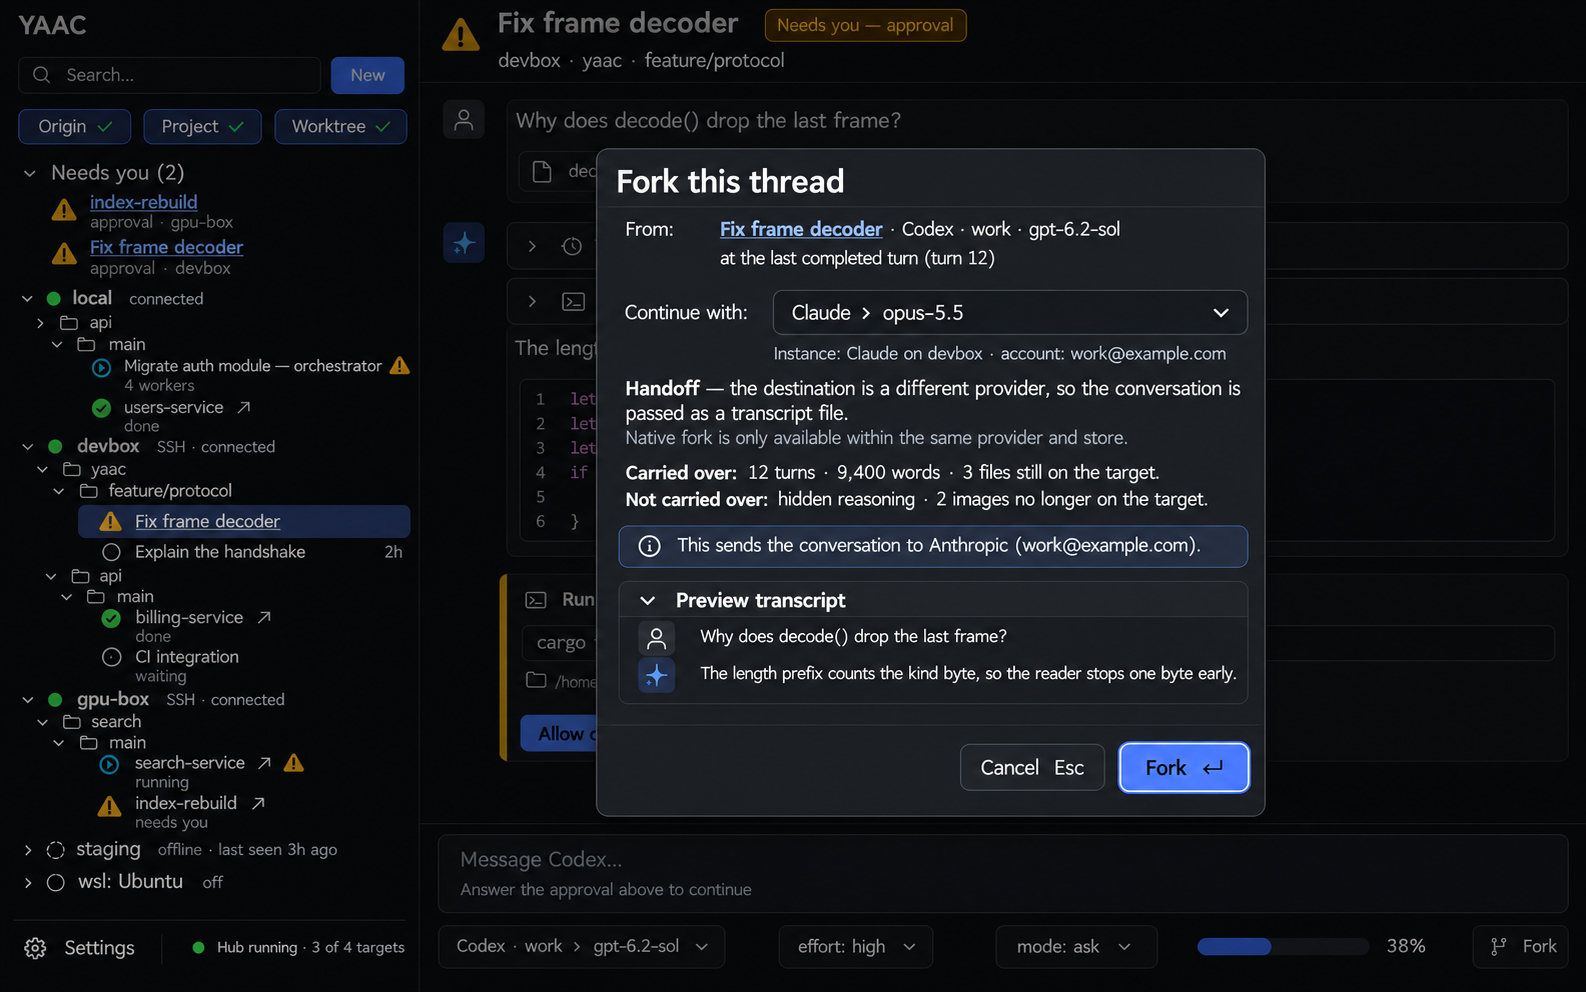 YAAC
Search...
New
Origin
Project
Worktree
Needs you (2)
index-rebuild
approval · gpu-box
Fix frame decoder
approval · devbox
local connected
api
main
Migrate auth module — orchestrator
4 workers
users-service
done
devbox SSH · connected
yaac
feature/protocol
Fix frame decoder
Explain the handshake 2h
api
main
billing-service
done
CI integration
waiting
gpu-box SSH · connected
search
main
search-service
running
index-rebuild
needs you
staging offline · last seen 3h ago
wsl: Ubuntu off
Settings
Hub running · 3 of 4 targets
Fix frame decoder
Needs you — approval
devbox · yaac · feature/protocol
Why does decode() drop the last frame?
The
1 let
2 let
3 let
4 if
5
6 }
Run
cargo
/home
Allow
Fork this thread
From: Fix frame decoder · Codex · work · gpt-6.2-sol
at the last completed turn (turn 12)
Continue with: Claude > opus-5.5
Instance: Claude on devbox · account: work@example.com
Handoff — the destination is a different provider, so the conversation is
passed as a transcript file.
Native fork is only available within the same provider and store.
Carried over: 12 turns · 9,400 words · 3 files still on the target.
Not carried over: hidden reasoning · 2 images no longer on the target.
This sends the conversation to Anthropic (work@example.com).
Preview transcript
Why does decode() drop the last frame?
The length prefix counts the kind byte, so the reader stops one byte early.
Cancel Esc
Fork
Message Codex...
Answer the approval above to continue
Codex · work > gpt-6.2-sol
effort: high
mode: ask
38%
Fork